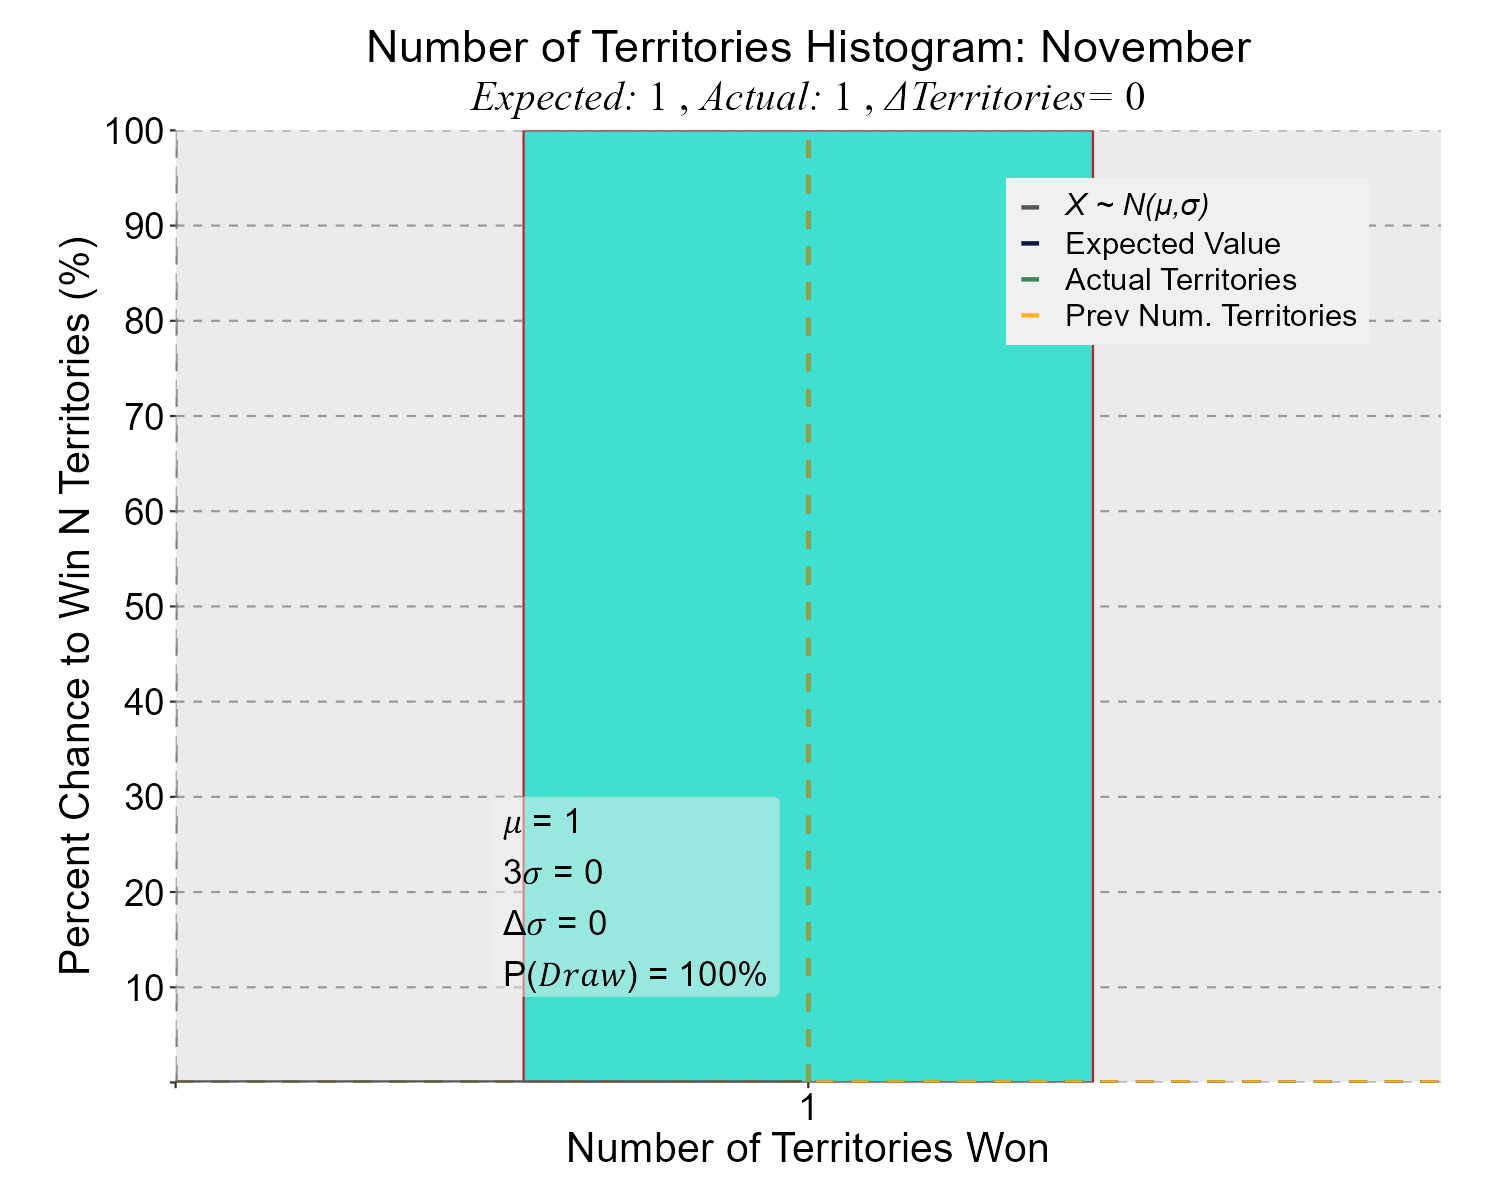 Number of Territories Histogram: November
Expected: 1 , Actual: 1 , ΔTerritories= 0
Percent Chance to Win N Territories (%)
100
90
80
70
60
50
40
30
20
10
X ~ N(μ,σ)
Expected Value
Actual Territories
Prev Num. Territories
μ = 1
3σ = 0
Δσ = 0
P(Draw) = 100%
1
Number of Territories Won